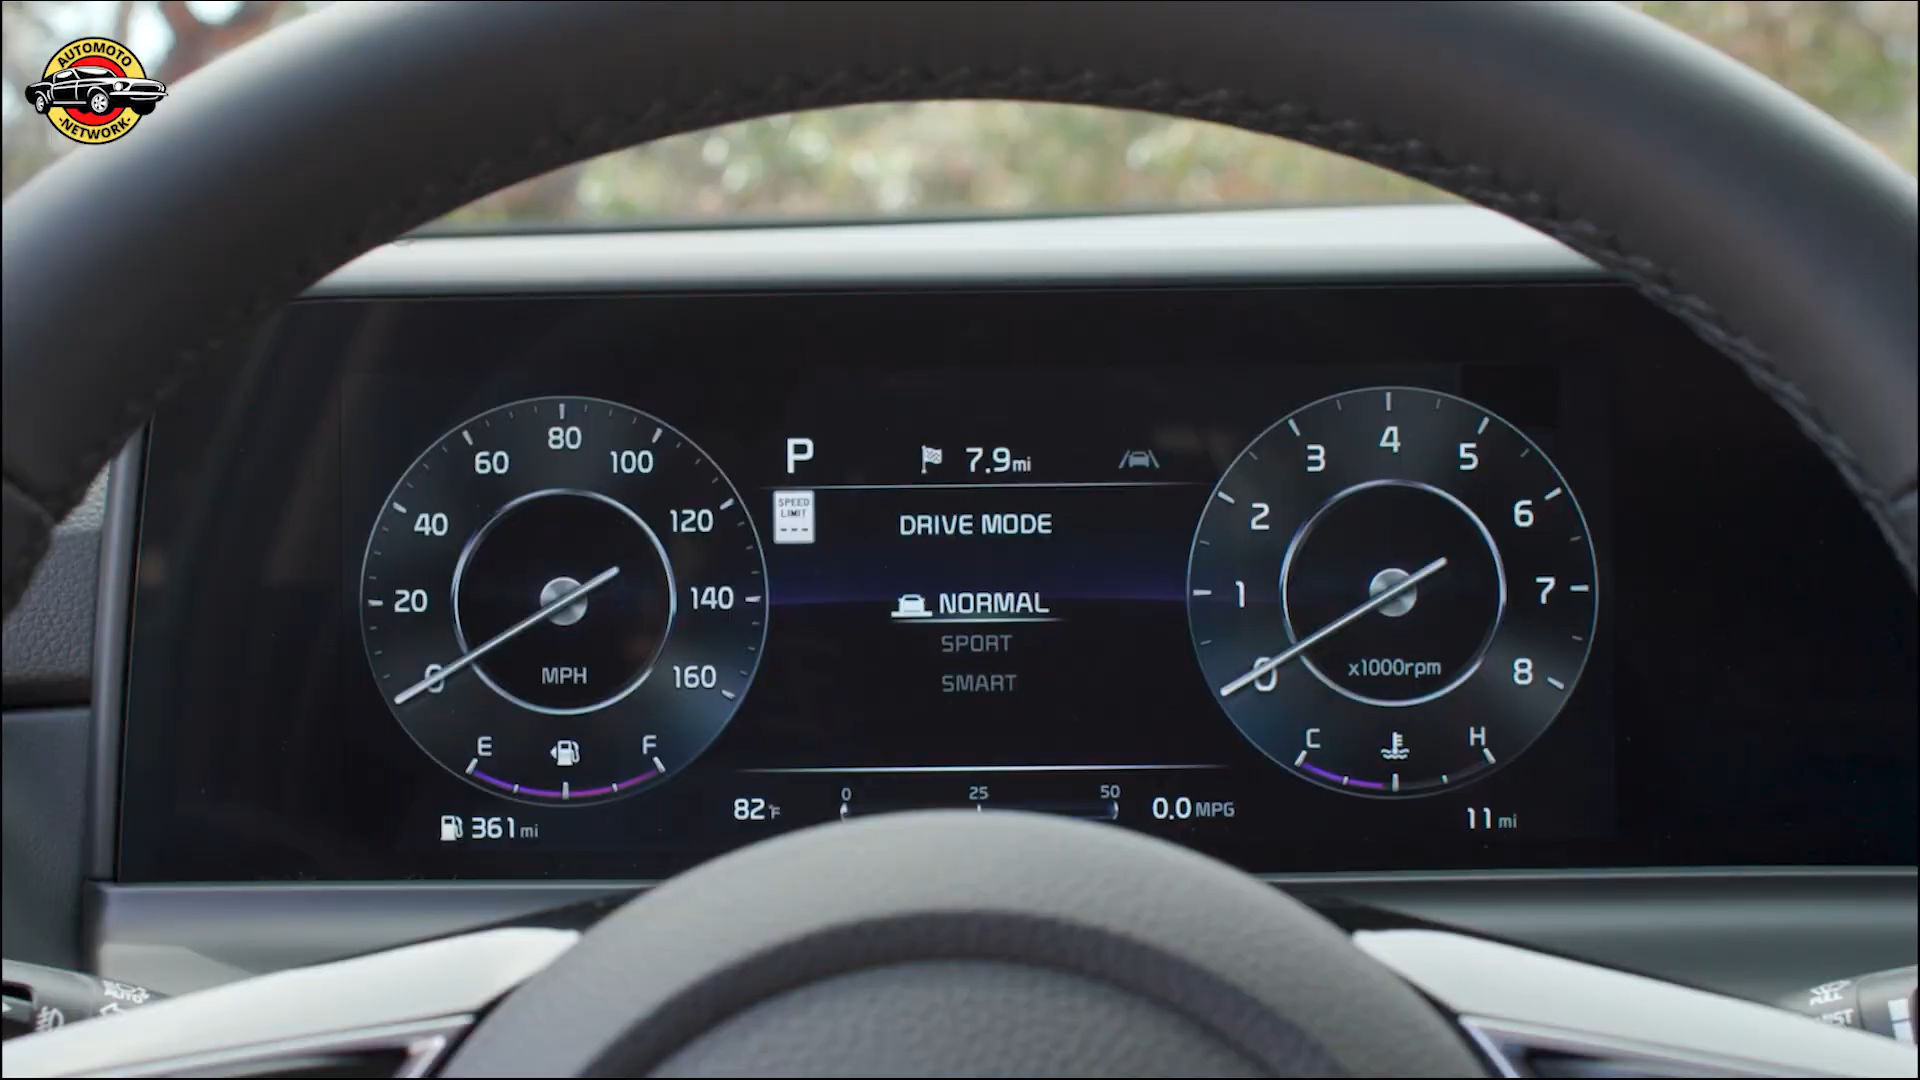 AUTOMOTO
-NETWORK-
80
60
100
40
120
20
140
0
160
MPH
E
F
361mi
P
7.9mi
SPEED
LIMIT
---
DRIVE MODE
NORMAL
SPORT
SMART
82°F
0
25
50
0.0MPG
4
3
5
2
6
1
7
0
8
x1000rpm
C
H
11mi
AUTO